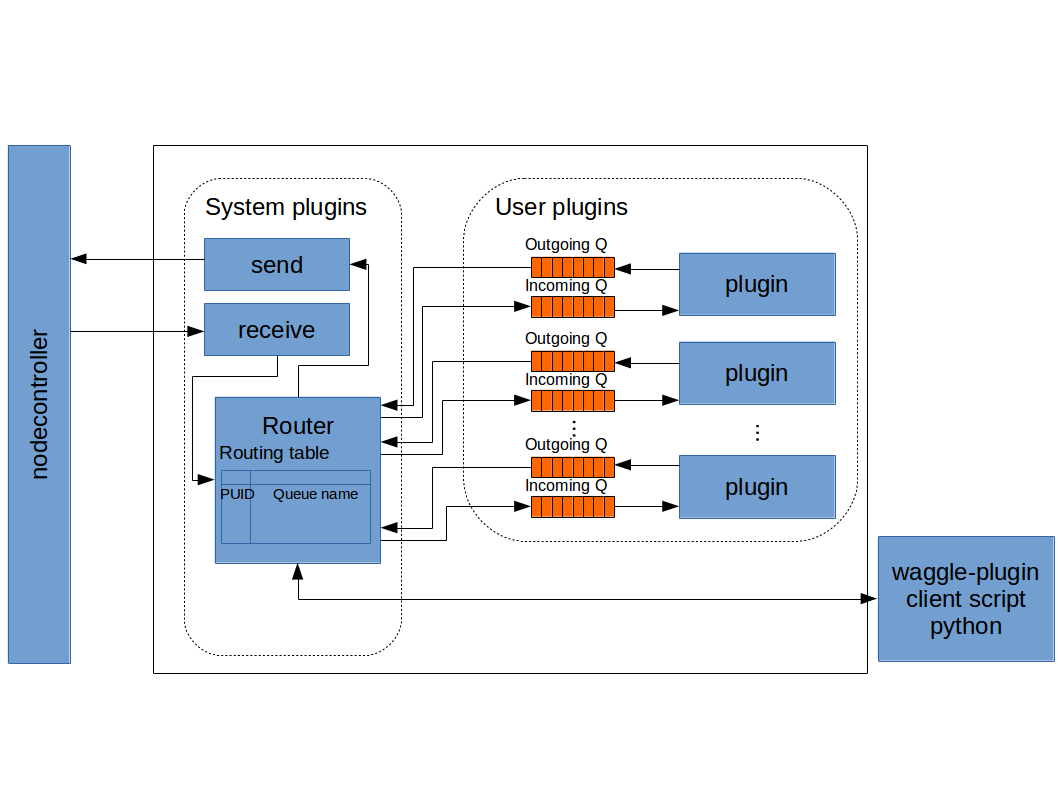 nodecontroller
System plugins
send
receive
Router
Routing table
PUID
Queue name
User plugins
Outgoing Q
Incoming Q
plugin
Outgoing Q
Incoming Q
plugin
Outgoing Q
Incoming Q
plugin
waggle-plugin
client script
python